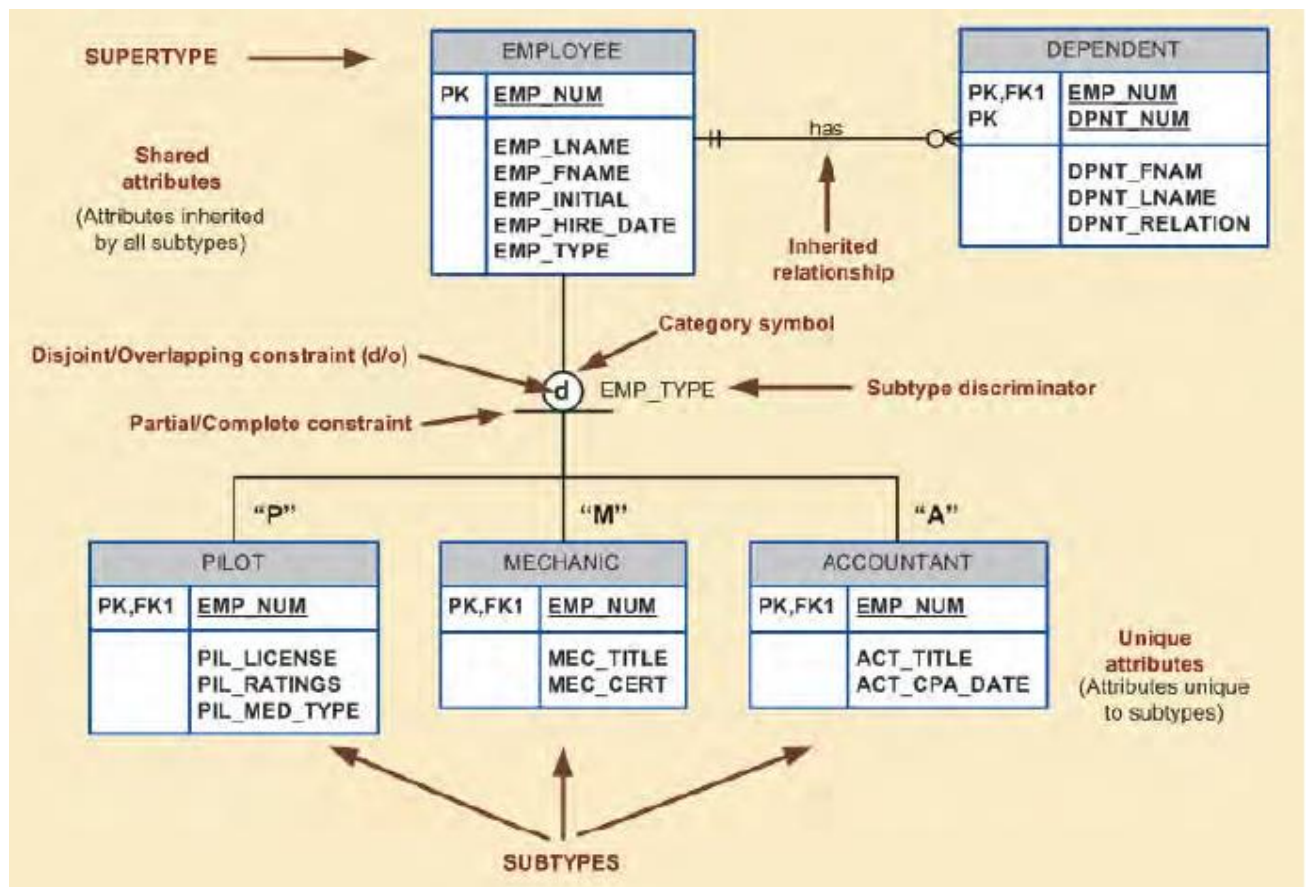 SUPERTYPE
EMPLOYEE
PK EMP_NUM
EMP_LNAME
EMP_FNAME
EMP_INITIAL
EMP_HIRE_DATE
EMP_TYPE
DEPENDENT
PK,FK1 EMP_NUM
PK DPNT_NUM
DPNT_FNAM
DPNT_LNAME
DPNT_RELATION
has
Shared
attributes
(Attributes inherited
by all subtypes)
Inherited
relationship
Category symbol
Disjoint/Overlapping constraint (d/o)
d
EMP_TYPE
Subtype discriminator
Partial/Complete constraint
“P”
“M”
“A”
PILOT
PK,FK1 EMP_NUM
PIL_LICENSE
PIL_RATINGS
PIL_MED_TYPE
MECHANIC
PK,FK1 EMP_NUM
MEC_TITLE
MEC_CERT
ACCOUNTANT
PK,FK1 EMP_NUM
ACT_TITLE
ACT_CPA_DATE
Unique
attributes
(Attributes unique
to subtypes)
SUBTYPES